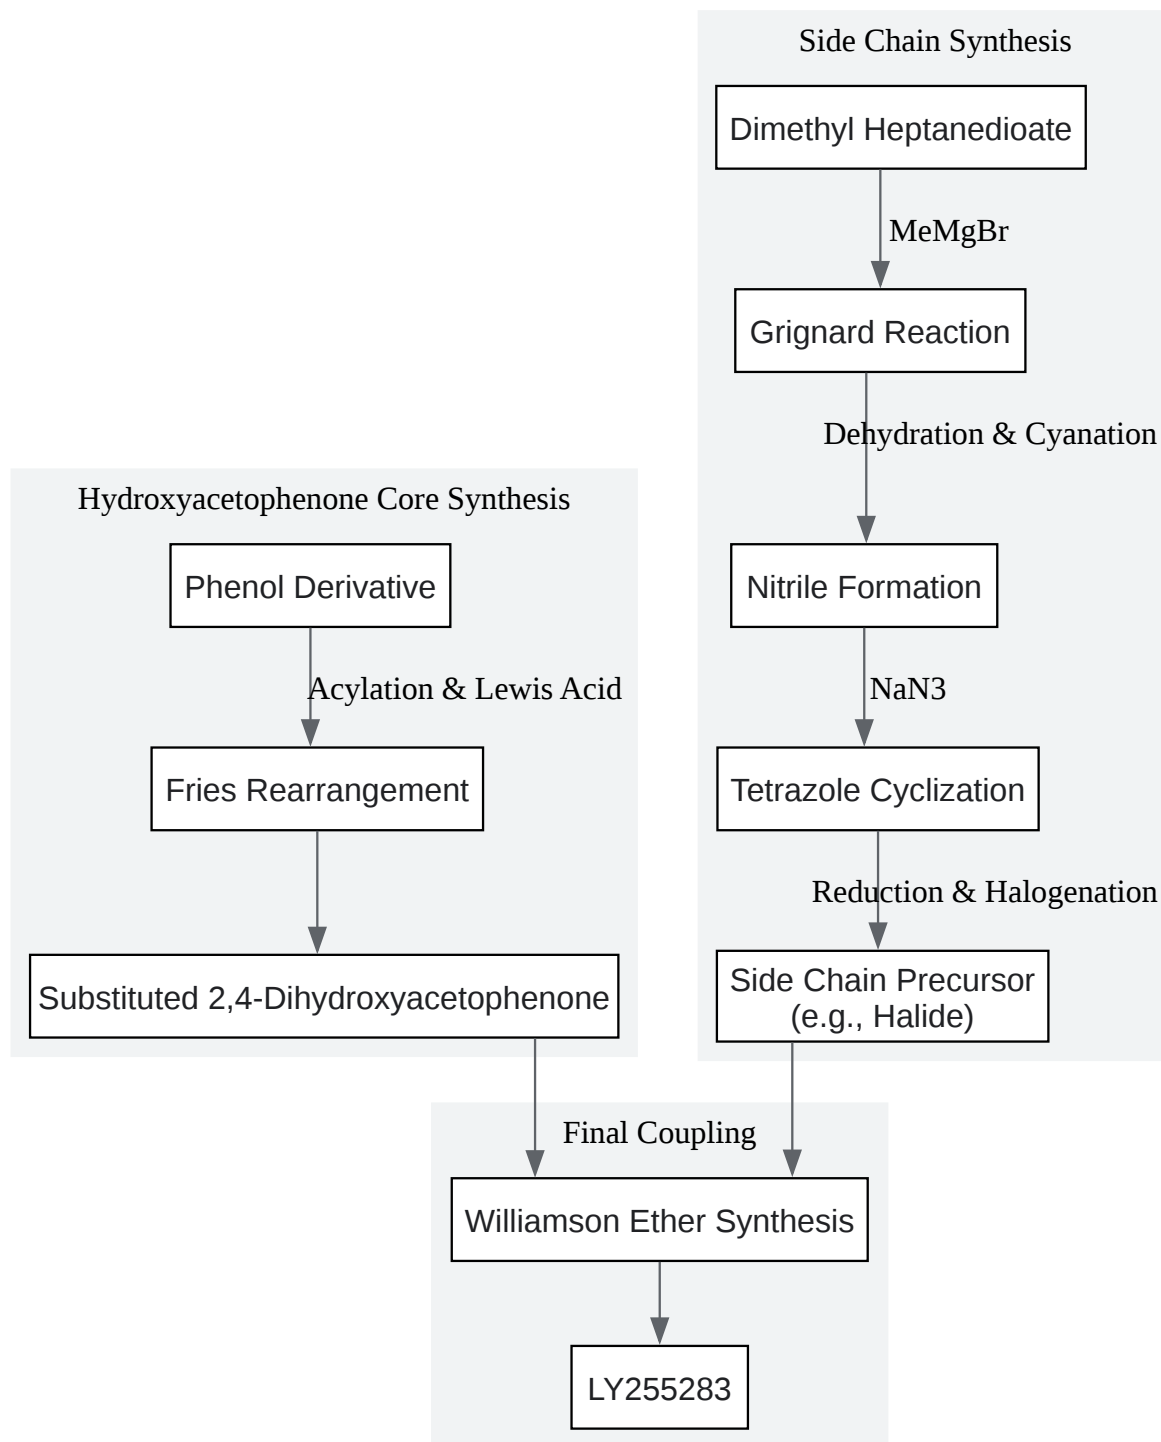 Side Chain Synthesis
Dimethyl Heptanedioate
MeMgBr
Grignard Reaction
Dehydration & Cyanation
Nitrile Formation
NaN3
Tetrazole Cyclization
Reduction & Halogenation
Side Chain Precursor
(e.g., Halide)
Hydroxyacetophenone Core Synthesis
Phenol Derivative
Acylation & Lewis Acid
Fries Rearrangement
Substituted 2,4-Dihydroxyacetophenone
Final Coupling
Williamson Ether Synthesis
LY255283